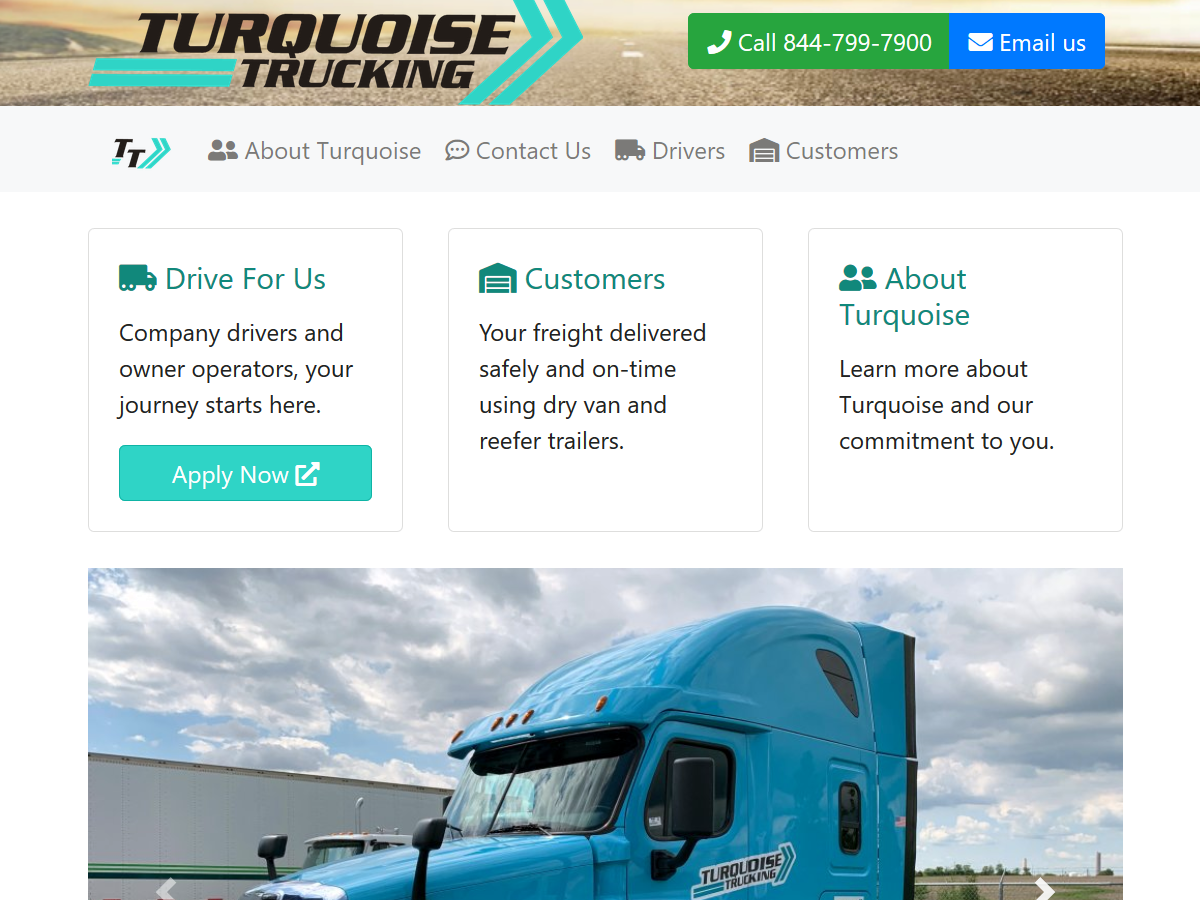 TURQUOISE
TRUCKING
Call 844-799-7900
Email us
TT
About Turquoise
Contact Us
Drivers
Customers
Drive For Us
Company drivers and
owner operators, your
journey starts here.
Apply Now
Customers
Your freight delivered
safely and on-time
using dry van and
reefer trailers.
About
Turquoise
Learn more about
Turquoise and our
commitment to you.
TURQUOISE
TRUCKING